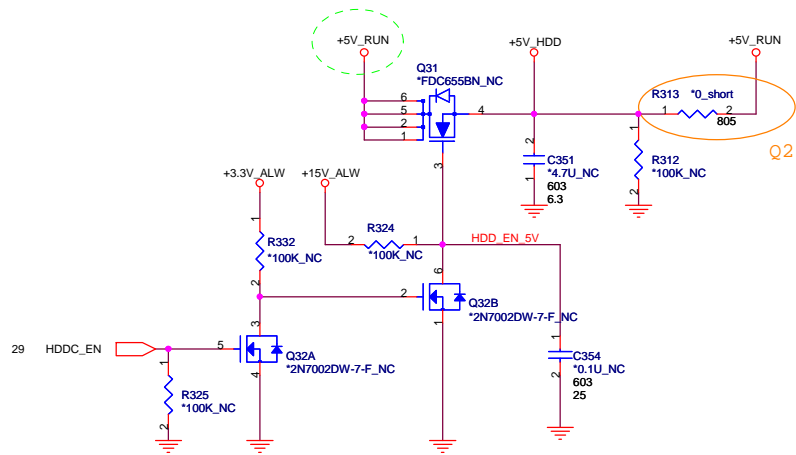 +5V_RUN
+5V_HDD
+5V_RUN
Q31
*FDC655BN_NC
6
5
2
1
4
3
R313 *0_short
1
2
805
Q2
2
C351
*4.7U_NC
1
603
6.3
1
R312
*100K_NC
2
+3.3V_ALW
+15V_ALW
1
R332
*100K_NC
2
R324
2
1
*100K_NC
HDD_EN_5V
6
2
Q32B
*2N7002DW-7-F_NC
1
3
29 HDDC_EN
5
Q32A
*2N7002DW-7-F_NC
4
1
R325
*100K_NC
2
1
C354
*0.1U_NC
2
603
25